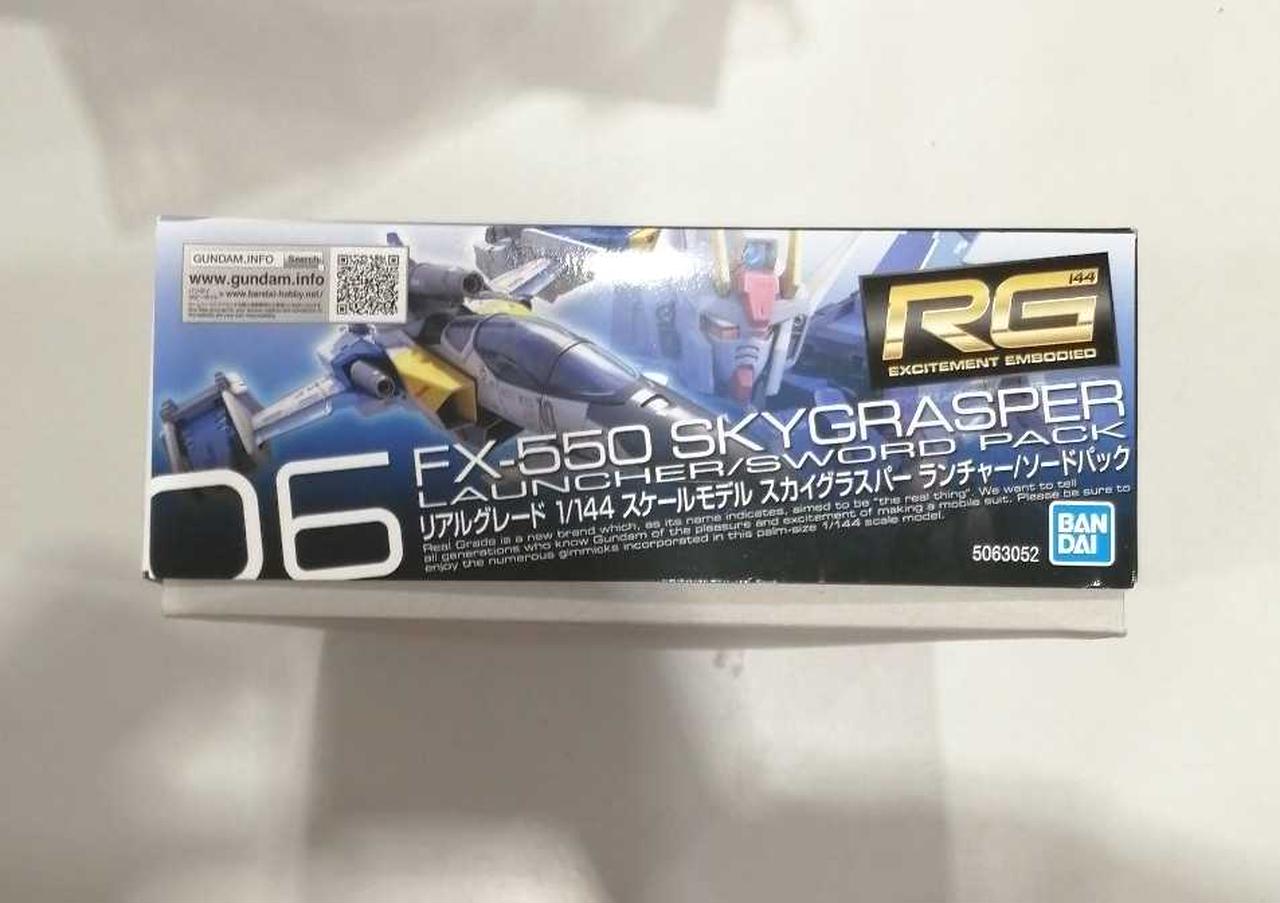 GUNDAM.INFO Search
www.gundam.info
www.bandai-hobby.net/
144
RG
EXCITEMENT EMBODIED
06
FX-550 SKYGRASPER
LAUNCHER/SWORD PACK
リアルグレード 1/144 スケールモデル スカイグラスパー ランチャー/ソードパック
Real Grade is a new brand which, as its name indicates, aimed to be "the real thing". We want to tell
all generations who know Gundam of the pleasure and excitement of making a mobile suit. Please be sure to
enjoy the numerous gimmicks incorporated in this palm-size 1/144 scale model.
5063052
BAN
DAI